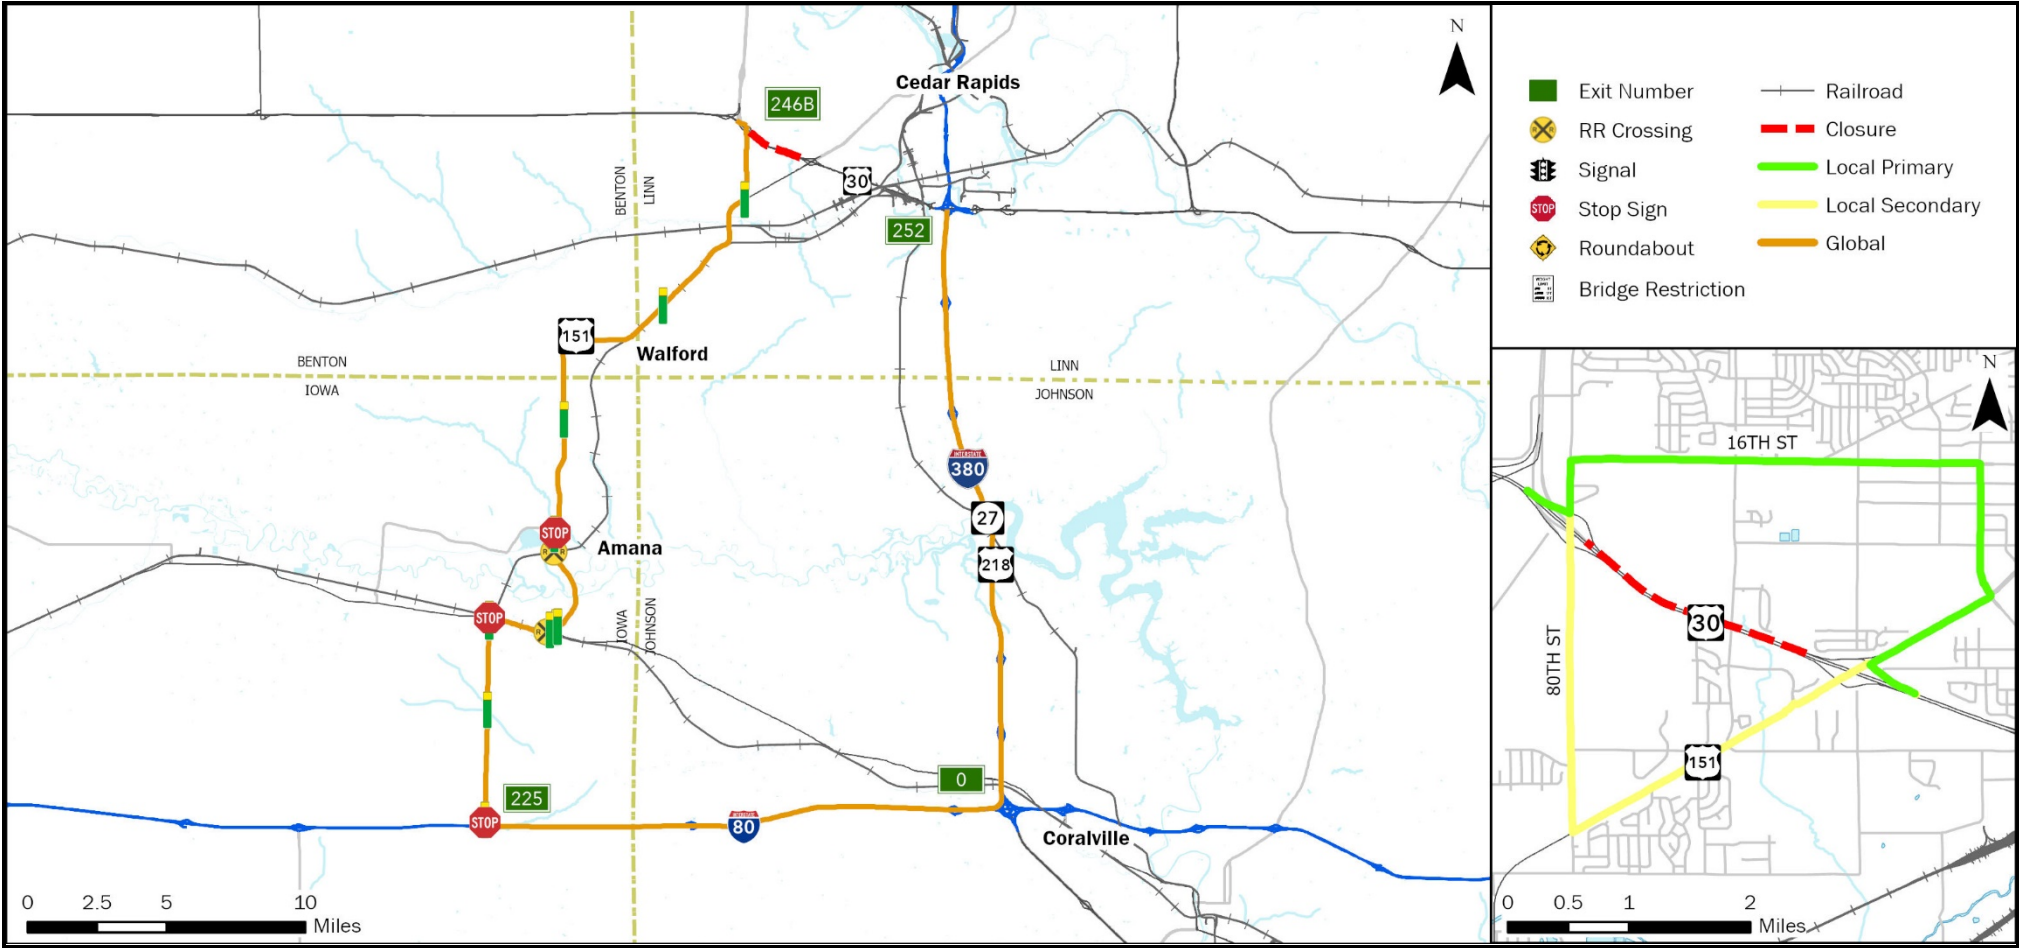 N
Cedar Rapids
246B
30
252
BENTON
LINN
151
Walford
BENTON
IOWA
LINN
JOHNSON
INTERSTATE
380
27
218
STOP
R R
Amana
STOP
R
IOWA
JOHNSON
225
STOP
INTERSTATE
80
0
Coralville
0 2.5 5 10
Miles
Exit Number
R R
RR Crossing
Signal
STOP
Stop Sign
Roundabout
Bridge Restriction
Railroad
Closure
Local Primary
Local Secondary
Global
N
16TH ST
30
80TH ST
151
0 0.5 1 2
Miles